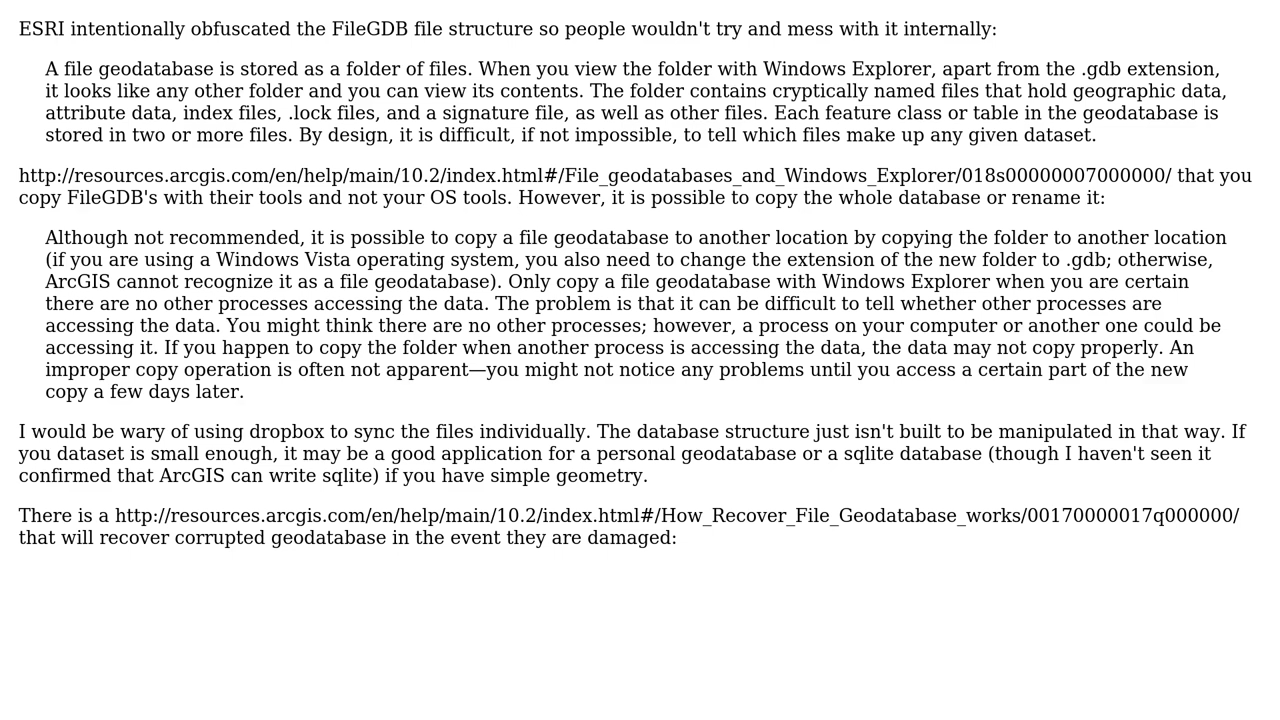 ESRI intentionally obfuscated the FileGDB file structure so people wouldn't try and mess with it internally:
A file geodatabase is stored as a folder of files. When you view the folder with Windows Explorer, apart from the .gdb extension,
it looks like any other folder and you can view its contents. The folder contains cryptically named files that hold geographic data,
attribute data, index files, .lock files, and a signature file, as well as other files. Each feature class or table in the geodatabase is
stored in two or more files. By design, it is difficult, if not impossible, to tell which files make up any given dataset.
http://resources.arcgis.com/en/help/main/10.2/index.html#/File_geodatabases_and_Windows_Explorer/018s00000007000000/ that you
copy FileGDB's with their tools and not your OS tools. However, it is possible to copy the whole database or rename it:
Although not recommended, it is possible to copy a file geodatabase to another location by copying the folder to another location
(if you are using a Windows Vista operating system, you also need to change the extension of the new folder to .gdb; otherwise,
ArcGIS cannot recognize it as a file geodatabase). Only copy a file geodatabase with Windows Explorer when you are certain
there are no other processes accessing the data. The problem is that it can be difficult to tell whether other processes are
accessing the data. You might think there are no other processes; however, a process on your computer or another one could be
accessing it. If you happen to copy the folder when another process is accessing the data, the data may not copy properly. An
improper copy operation is often not apparent—you might not notice any problems until you access a certain part of the new
copy a few days later.
I would be wary of using dropbox to sync the files individually. The database structure just isn't built to be manipulated in that way. If
you dataset is small enough, it may be a good application for a personal geodatabase or a sqlite database (though I haven't seen it
confirmed that ArcGIS can write sqlite) if you have simple geometry.
There is a http://resources.arcgis.com/en/help/main/10.2/index.html#/How_Recover_File_Geodatabase_works/00170000017q000000/
that will recover corrupted geodatabase in the event they are damaged: